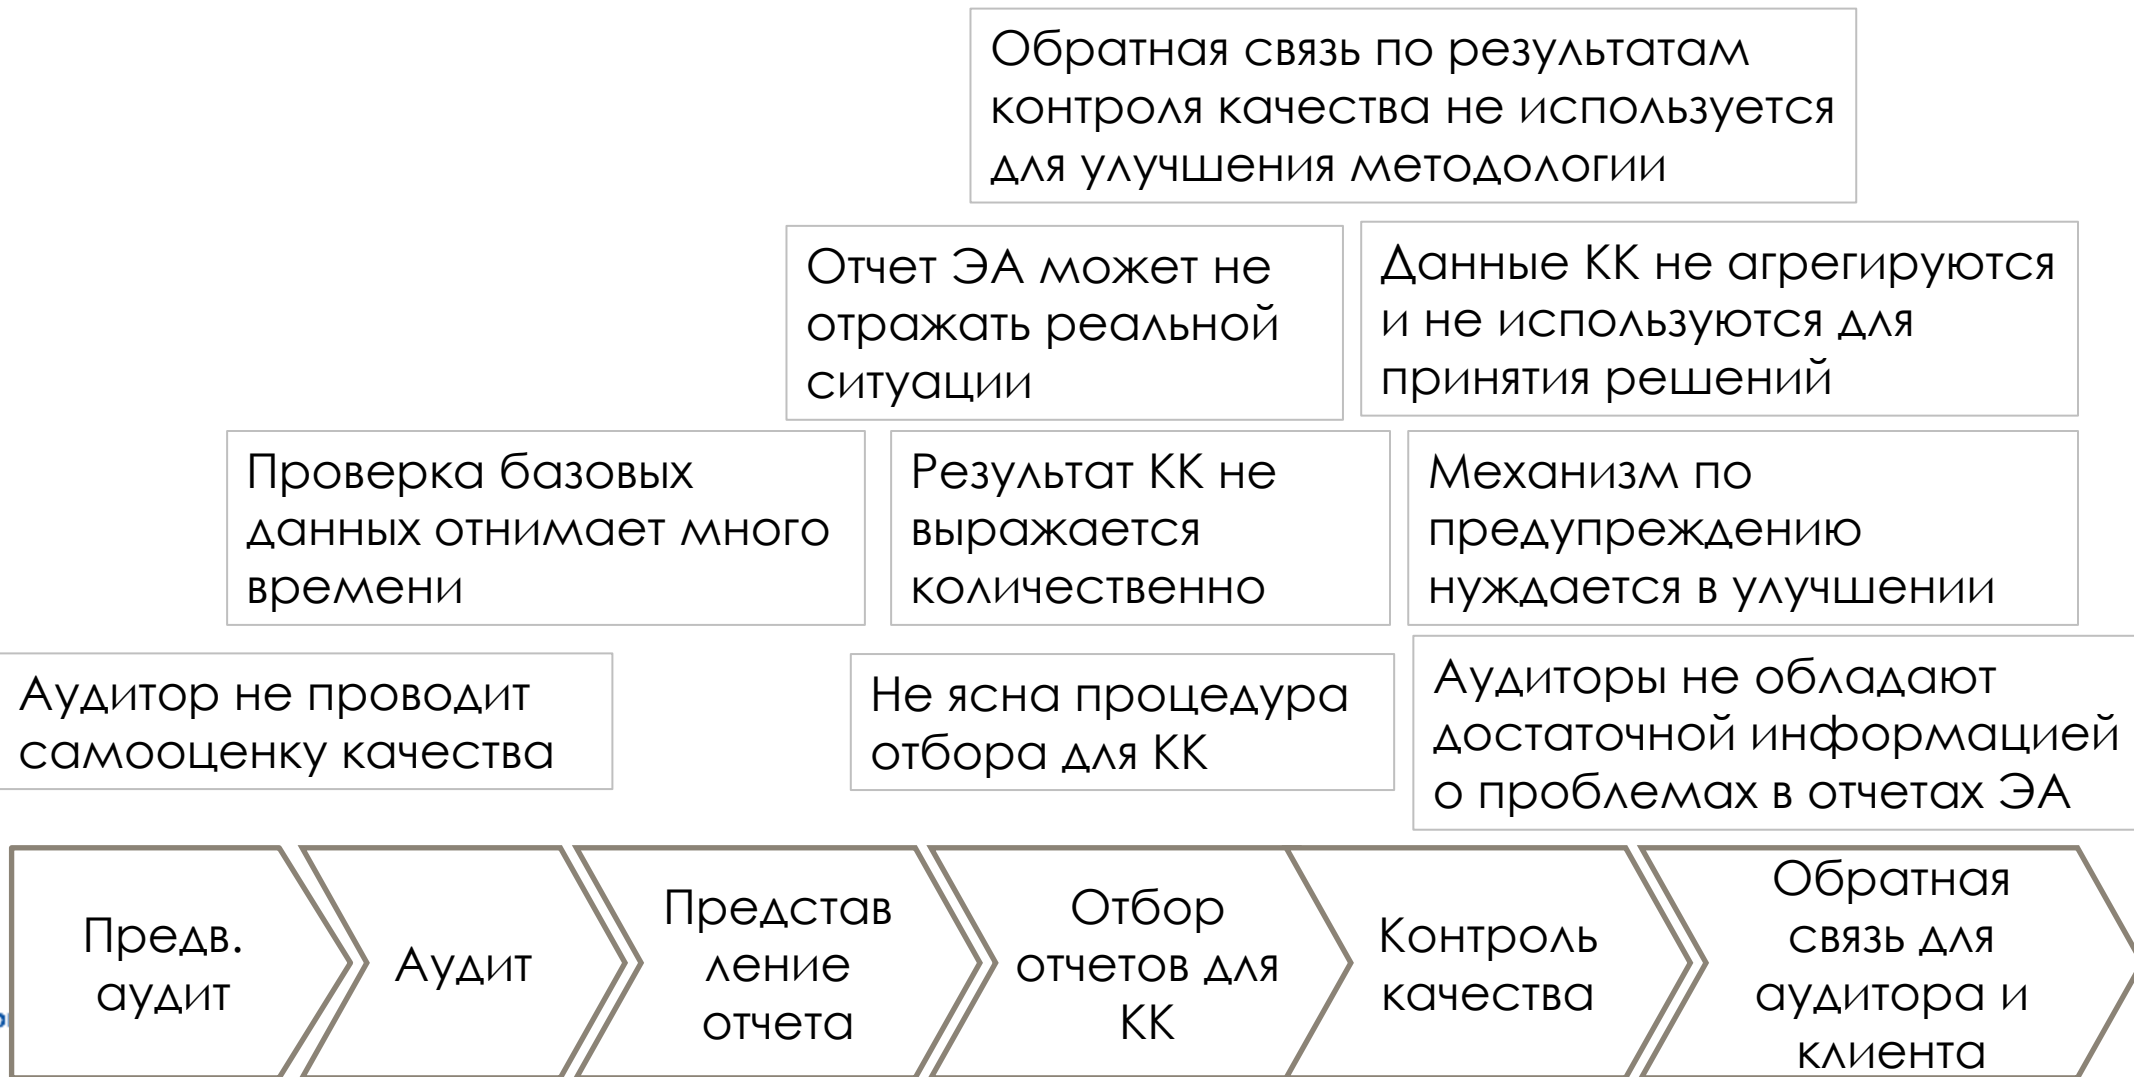 Обратная связь по результатам
контроля качества не используется
для улучшения методологии
Отчет ЭА может не
отражать реальной
ситуации
Данные КК не агрегируются
и не используются для
принятия решений
Проверка базовых
данных отнимает много
времени
Результат КК не
выражается
количественно
Механизм по
предупреждению
нуждается в улучшении
Аудитор не проводит
самооценку качества
Не ясна процедура
отбора для КК
Аудиторы не обладают
достаточной информацией
о проблемах в отчетах ЭА
Предв.
аудит
Аудит
Представ
ление
отчета
Отбор
отчетов для
КК
Контроль
качества
Обратная
связь для
аудитора и
клиента